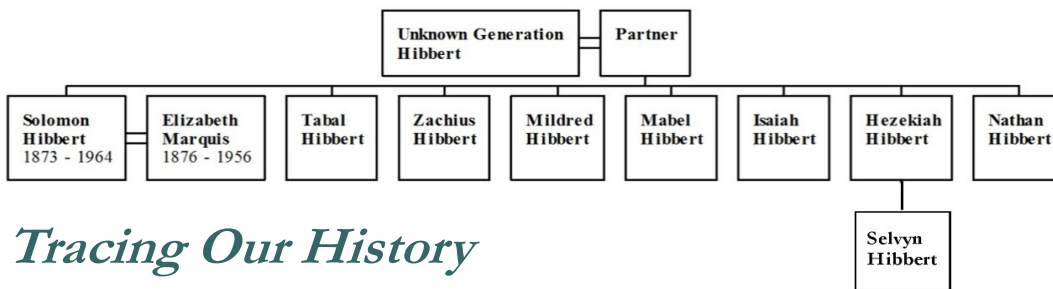 Unknown Generation
Hibbert
Partner
Solomon
Hibbert
1873 - 1964
Elizabeth
Marquis
1876 - 1956
Tabal
Hibbert
Zachius
Hibbert
Mildred
Hibbert
Mabel
Hibbert
Isaiah
Hibbert
Hezekiah
Hibbert
Nathan
Hibbert
Selvyn
Hibbert
Tracing Our History